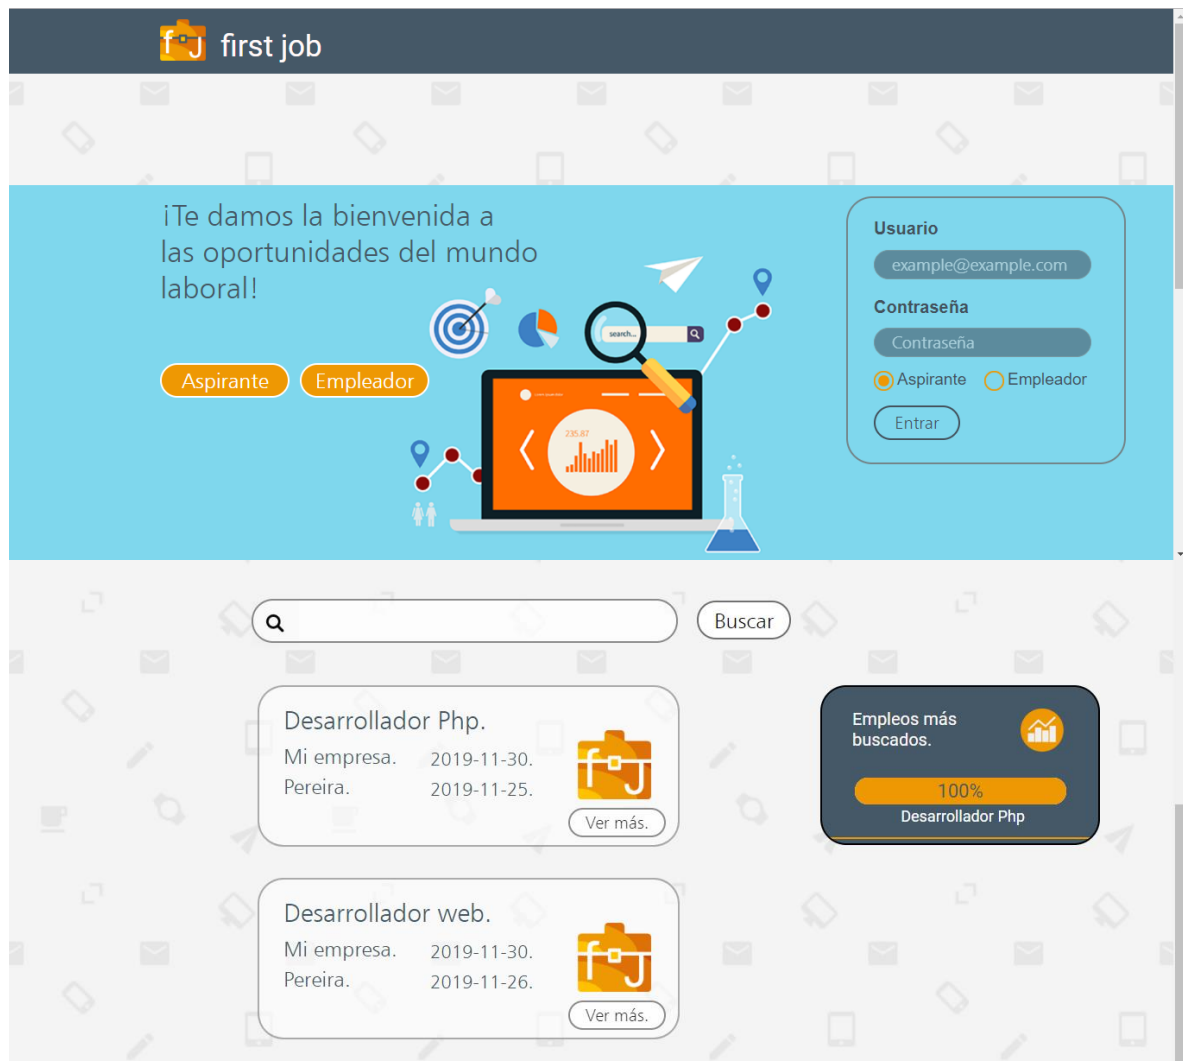 fJ first job
¡Te damos la bienvenida a
las oportunidades del mundo
laboral!
Aspirante Empleador
search...
235.87
Usuario
example@example.com
Contraseña
Contraseña
Aspirante Empleador
Entrar
Buscar
Desarrollador Php.
Mi empresa. 2019-11-30.
Pereira. 2019-11-25.
fJ
Ver más.
Empleos más
buscados.
100%
Desarrollador Php
Desarrollador web.
Mi empresa. 2019-11-30.
Pereira. 2019-11-26.
fJ
Ver más.